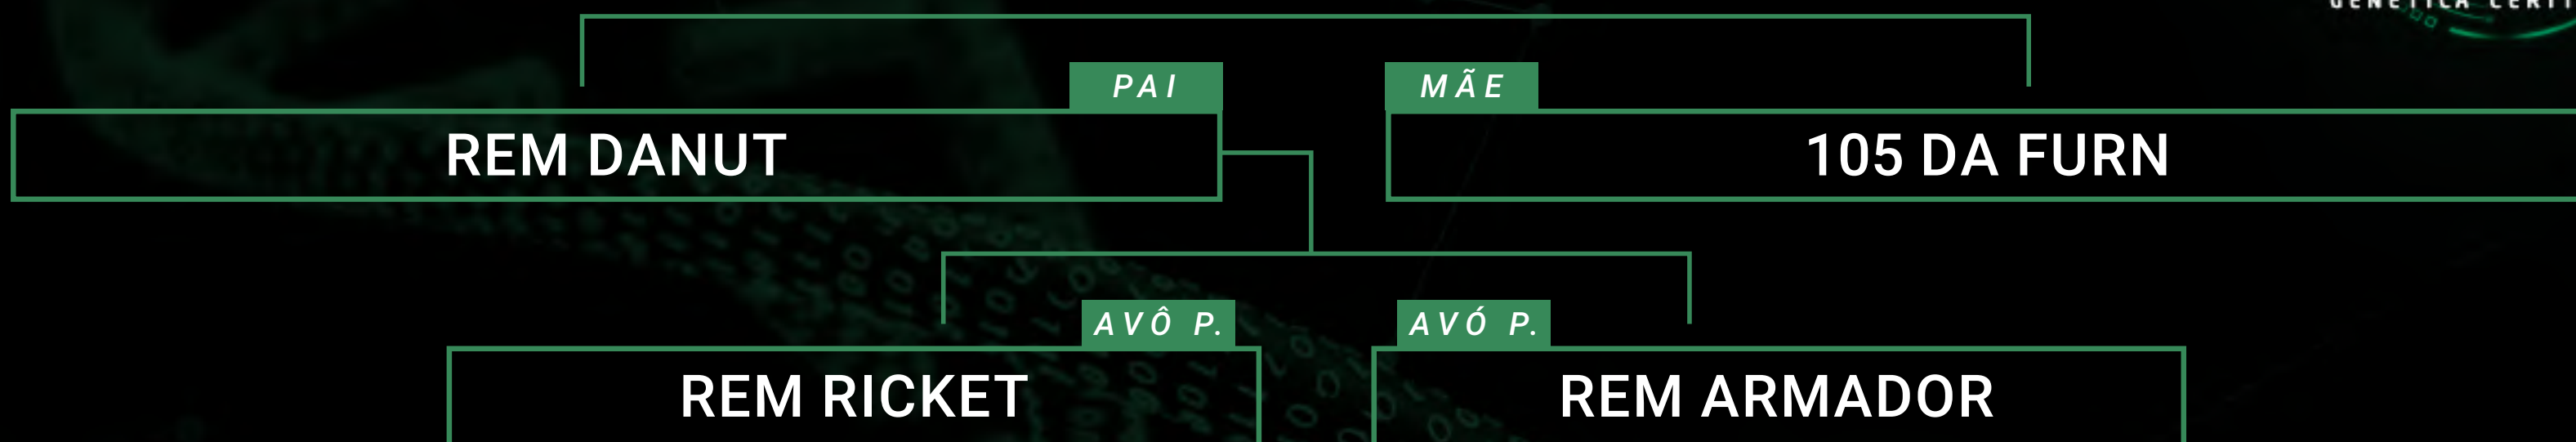 PAI
MÃE
REM DANUT
105 DA FURN
AVÔ P.
AVÓ P.
REM RICKET
REM ARMADOR